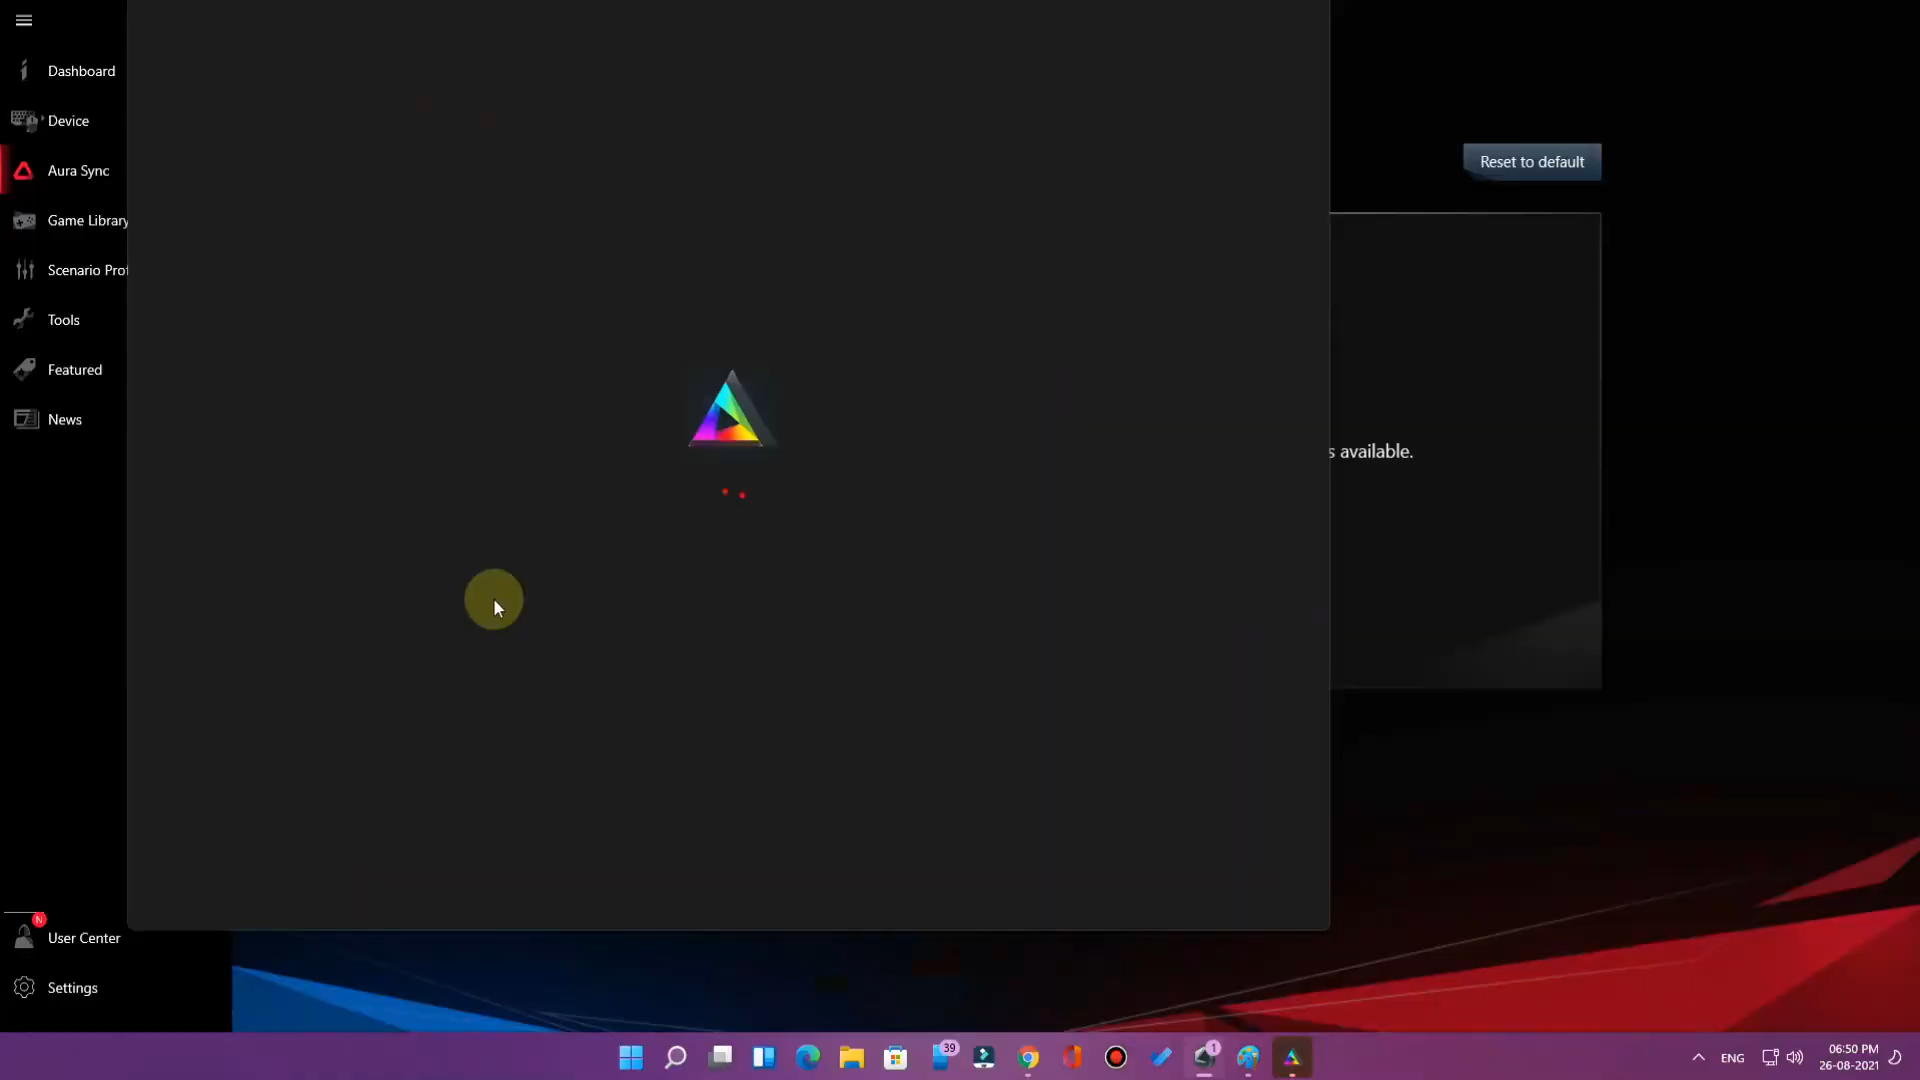 Dashboard
Device
Aura Sync
Reset to default
Game Library
Scenario Prof
Tools
Featured
News
s available.
N
User Center
Settings
39
1
ENG
06:50 PM
26-08-2021